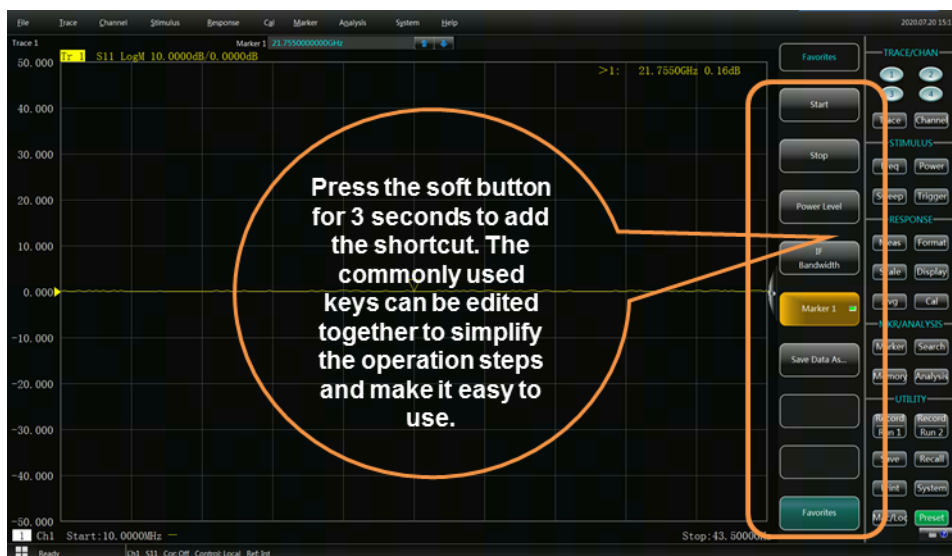 File Trace Channel Stimulus Response Cal Marker Analysis System Help
2020.07.20 15:1
Trace 1
Marker 1 21.7550000000GHz
Tr 1 S11 LogM 10.0000dB/0.0000dB
50.000
>1: 21.7550GHz 0.16dB
40.000
30.000
20.000
10.000
0.000
-10.000
-20.000
-30.000
-40.000
-50.000
Press the soft button
for 3 seconds to add
the shortcut. The
commonly used
keys can be edited
together to simplify
the operation steps
and make it easy to
use.
Favorites
Start
Stop
Power Level
IF
Bandwidth
Marker 1
Save Data As...
Favorites
TRACE/CHAN
1 2
3 4
Trace Channel
STIMULUS
Freq Power
Sweep Trigger
RESPONSE
Meas Format
Scale Display
Avg Cal
MKR/ANALYSIS
Marker Search
Memory Analysis
UTILITY
Record Record
Run 1 Run 2
Save Recall
Print System
Preset
1 Ch1 Start:10.0000MHz
Stop:43.5000
Ready Ch1 S11 Cor:Off Control:Local Ref:Int